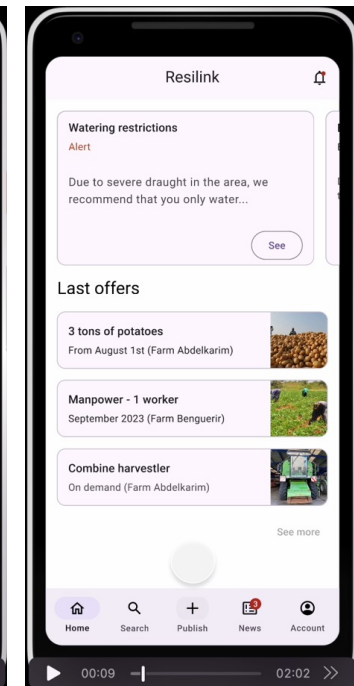 Resilink
Watering restrictions
Alert
Due to severe draught in the area, we
recommend that you only water...
See
Last offers
3 tons of potatoes
From August 1st (Farm Abdelkarim)
Manpower - 1 worker
September 2023 (Farm Benguerir)
Combine harvestler
On demand (Farm Abdelkarim)
See more
3
Home Search Publish News Account
00:09 02:02